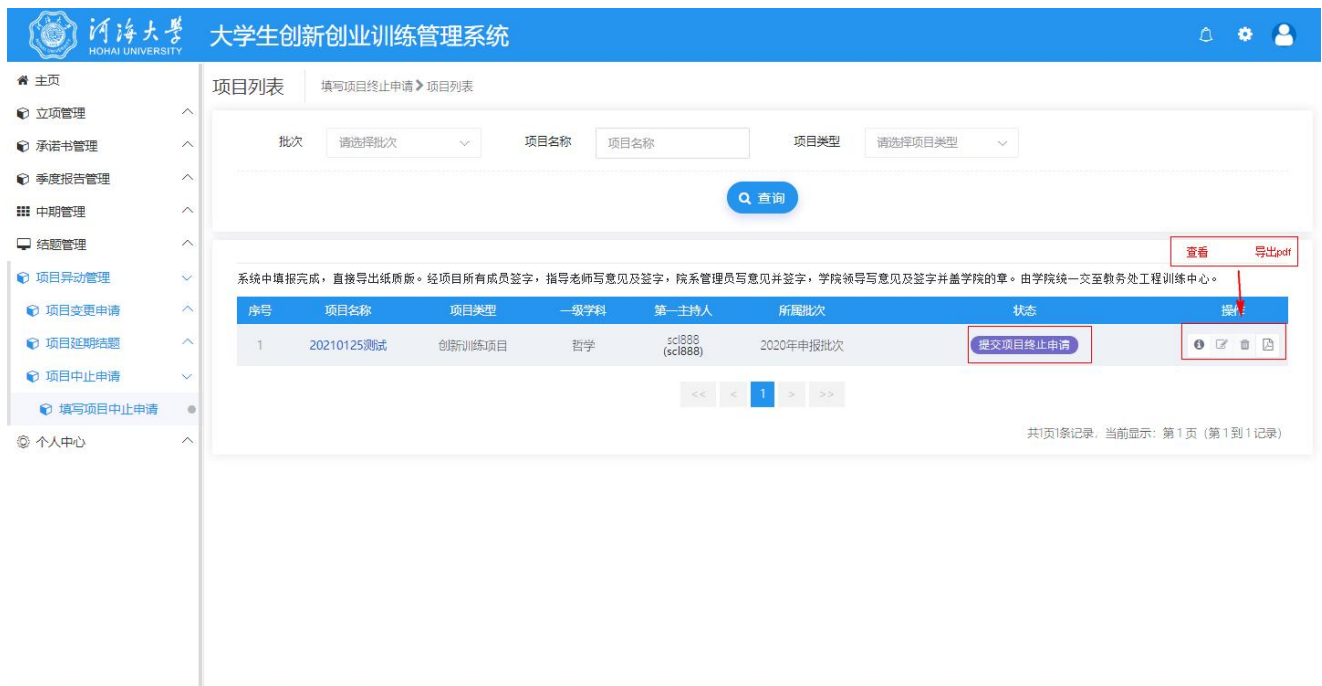 河海大学 大学生创新创业训练管理系统
HOHAI UNIVERSITY
主页
立项管理
承诺书管理
季度报告管理
中期管理
结题管理
项目异动管理
项目变更申请
项目延期结题
项目中止申请
填写项目中止申请
个人中心
项目列表 填写项目终止申请 > 项目列表
批次 请选择批次 项目名称 项目名称 项目类型 请选择项目类型
查询
查看 导出pdf
系统中填报完成，直接导出纸质版。经项目所有成员签字，指导老师写意见及签字，院系管理员写意见并签字，学院领导写意见及签字并盖学院的章。由学院统一交至教务处工程训练中心。
序号 项目名称 项目类型 一级学科 第一主持人 所属批次 状态 操作
1 20210125测试 创新训练项目 哲学 scl888 2020年申报批次 提交项目终止申请
(scl888)
<< < 1 > >>
共1页1条记录, 当前显示: 第1页 (第1到1记录)